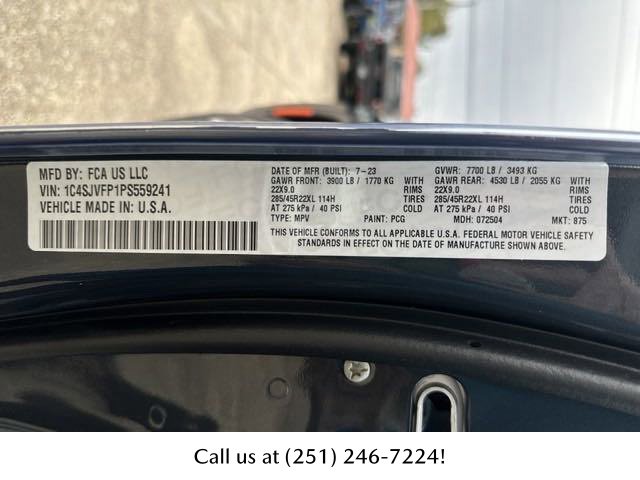 MFD BY: FCA US LLC
VIN: 1C4SJVFP1PS559241
VEHICLE MADE IN: U.S.A.
DATE OF MFR (BUILT): 7-23 GVWR: 7700 LB / 3493 KG
GAWR FRONT: 3900 LB / 1770 KG GAWR REAR: 4530 LB / 2055 KG
22X9.0 RIMS 22X9.0 RIMS
285/45R22XL 114H TIRES 285/45R22XL 114H TIRES
AT 275 kPa / 40 PSI COLD AT 275 kPa / 40 PSI COLD
TYPE: MPV PAINT: PCG MDH: 072504 MKT: 875
THIS VEHICLE CONFORMS TO ALL APPLICABLE U.S.A. FEDERAL MOTOR VEHICLE SAFETY
STANDARDS IN EFFECT ON THE DATE OF MANUFACTURE SHOWN ABOVE.
Call us at (251) 246-7224!